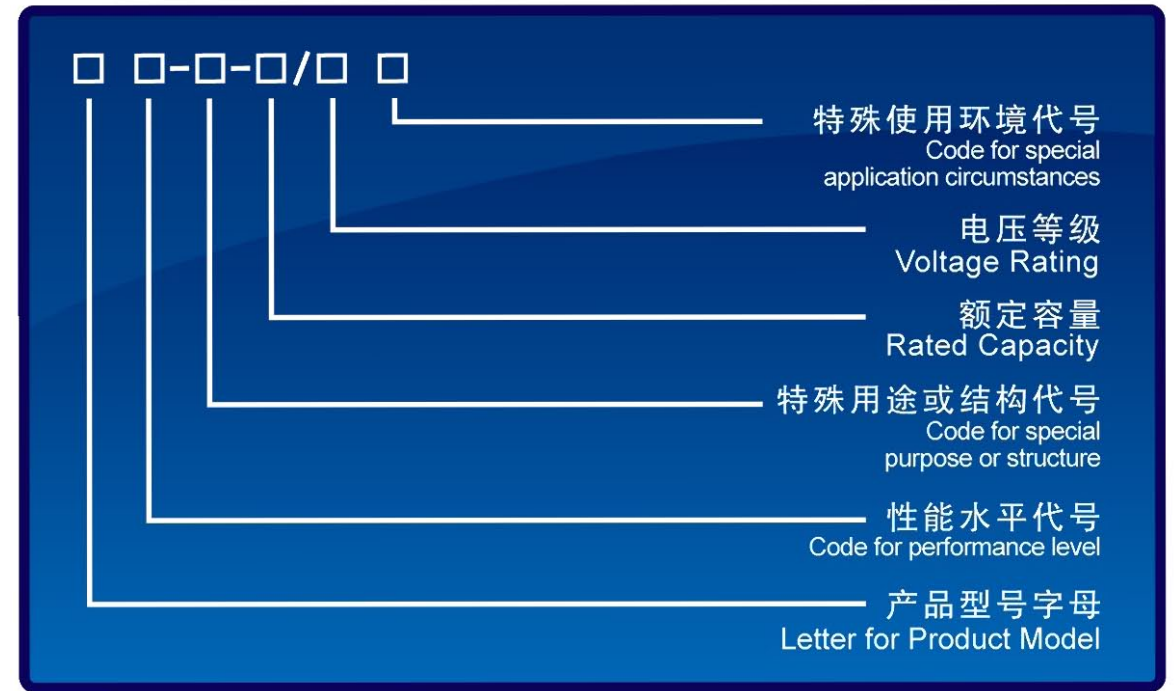 □ □-□-□/□ □
特殊使用环境代号
Code for special
application circumstances
电压等级
Voltage Rating
额定容量
Rated Capacity
特殊用途或结构代号
Code for special
purpose or structure
性能水平代号
Code for performance level
产品型号字母
Letter for Product Model